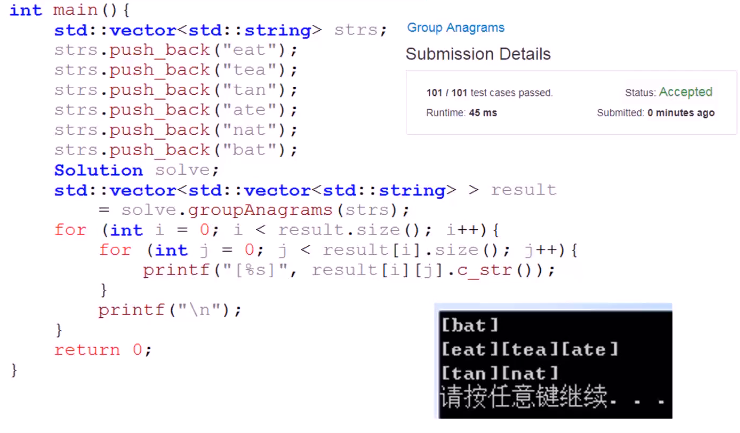 int main(){
std::vector<std::string> strs;
strs.push_back("eat");
strs.push_back("tea");
strs.push_back("tan");
strs.push_back("ate");
strs.push_back("nat");
strs.push_back("bat");
Solution solve;
std::vector<std::vector<std::string> > result
= solve.groupAnagrams(strs);
for (int i = 0; i < result.size(); i++){
for (int j = 0; j < result[i].size(); j++){
printf("[%s]", result[i][j].c_str());
}
printf("\n");
}
return 0;
}
Group Anagrams
Submission Details
101 / 101 test cases passed.
Status: Accepted
Runtime: 45 ms
Submitted: 0 minutes ago
[bat]
[eat][tea][ate]
[tan][nat]
请按任意键继续. . .